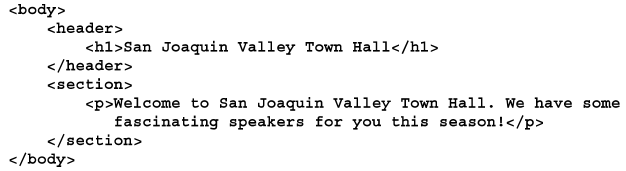 <body>
<header>
<h1>San Joaquin Valley Town Hall</h1>
</header>
<section>
<p>Welcome to San Joaquin Valley Town Hall. We have some
fascinating speakers for you this season!</p>
</section>
</body>